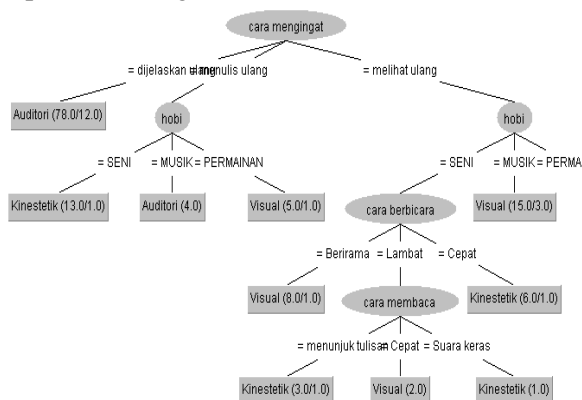 cara mengingat
= dijelaskan ulang = menulis ulang = melihat ulang
Auditori (78.0/12.0) hobi hobi
= SENI = MUSIK = PERMAINAN = SENI = MUSIK = PERMA
Kinestetik (13.0/1.0) Auditori (4.0) Visual (5.0/1.0) cara berbicara Visual (15.0/3.0)
= Berirama = Lambat = Cepat
Visual (8.0/1.0) cara membaca Kinestetik (6.0/1.0)
= menunjuk tulisan = Cepat = Suara keras
Kinestetik (3.0/1.0) Visual (2.0) Kinestetik (1.0)